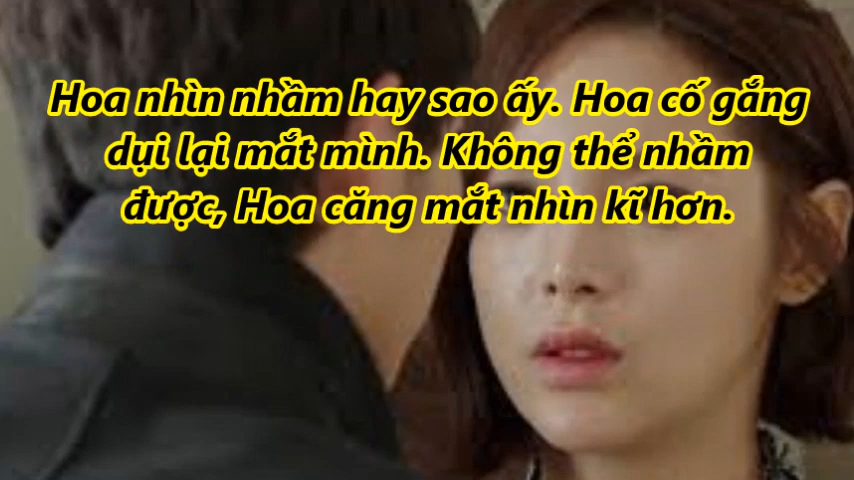 Hoa nhìn nhầm hay sao ấy. Hoa cố gắng
dụi lại mắt mình. Không thể nhầm
được, Hoa căng mắt nhìn kĩ hơn.